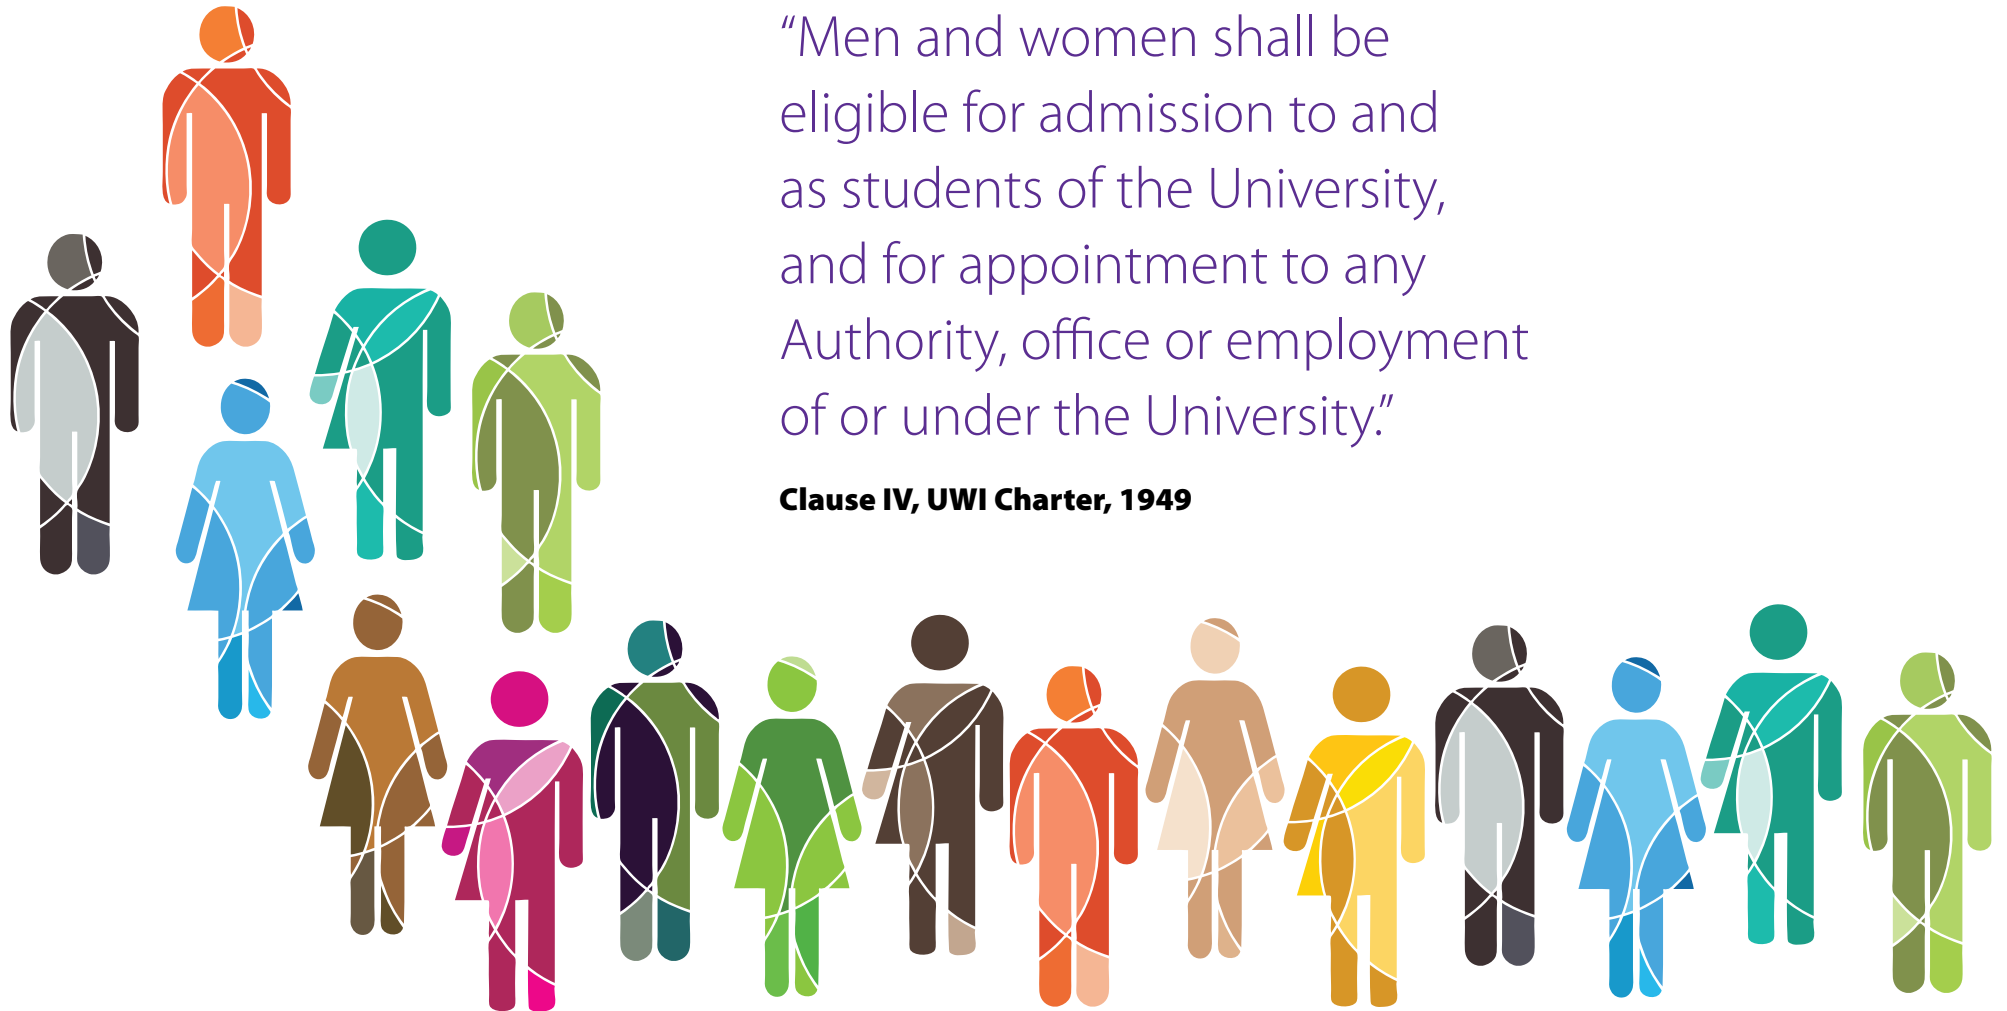 “Men and women shall be
eligible for admission to and
as students of the University,
and for appointment to any
Authority, office or employment
of or under the University.”
Clause IV, UWI Charter, 1949